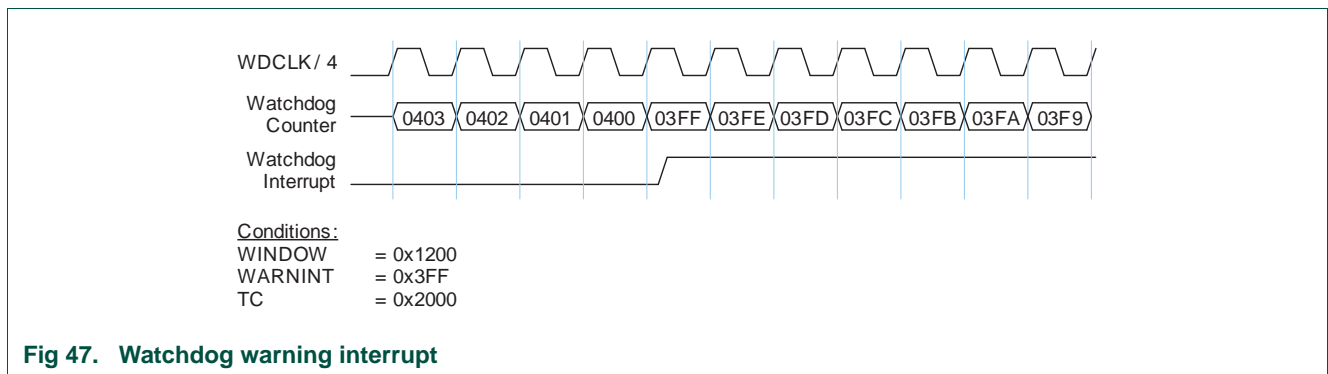 WDCLK / 4
Watchdog
Counter
0403 0402 0401 0400 03FF 03FE 03FD 03FC 03FB 03FA 03F9
Watchdog
Interrupt
Conditions:
WINDOW = 0x1200
WARNINT = 0x3FF
TC = 0x2000
Fig 47. Watchdog warning interrupt